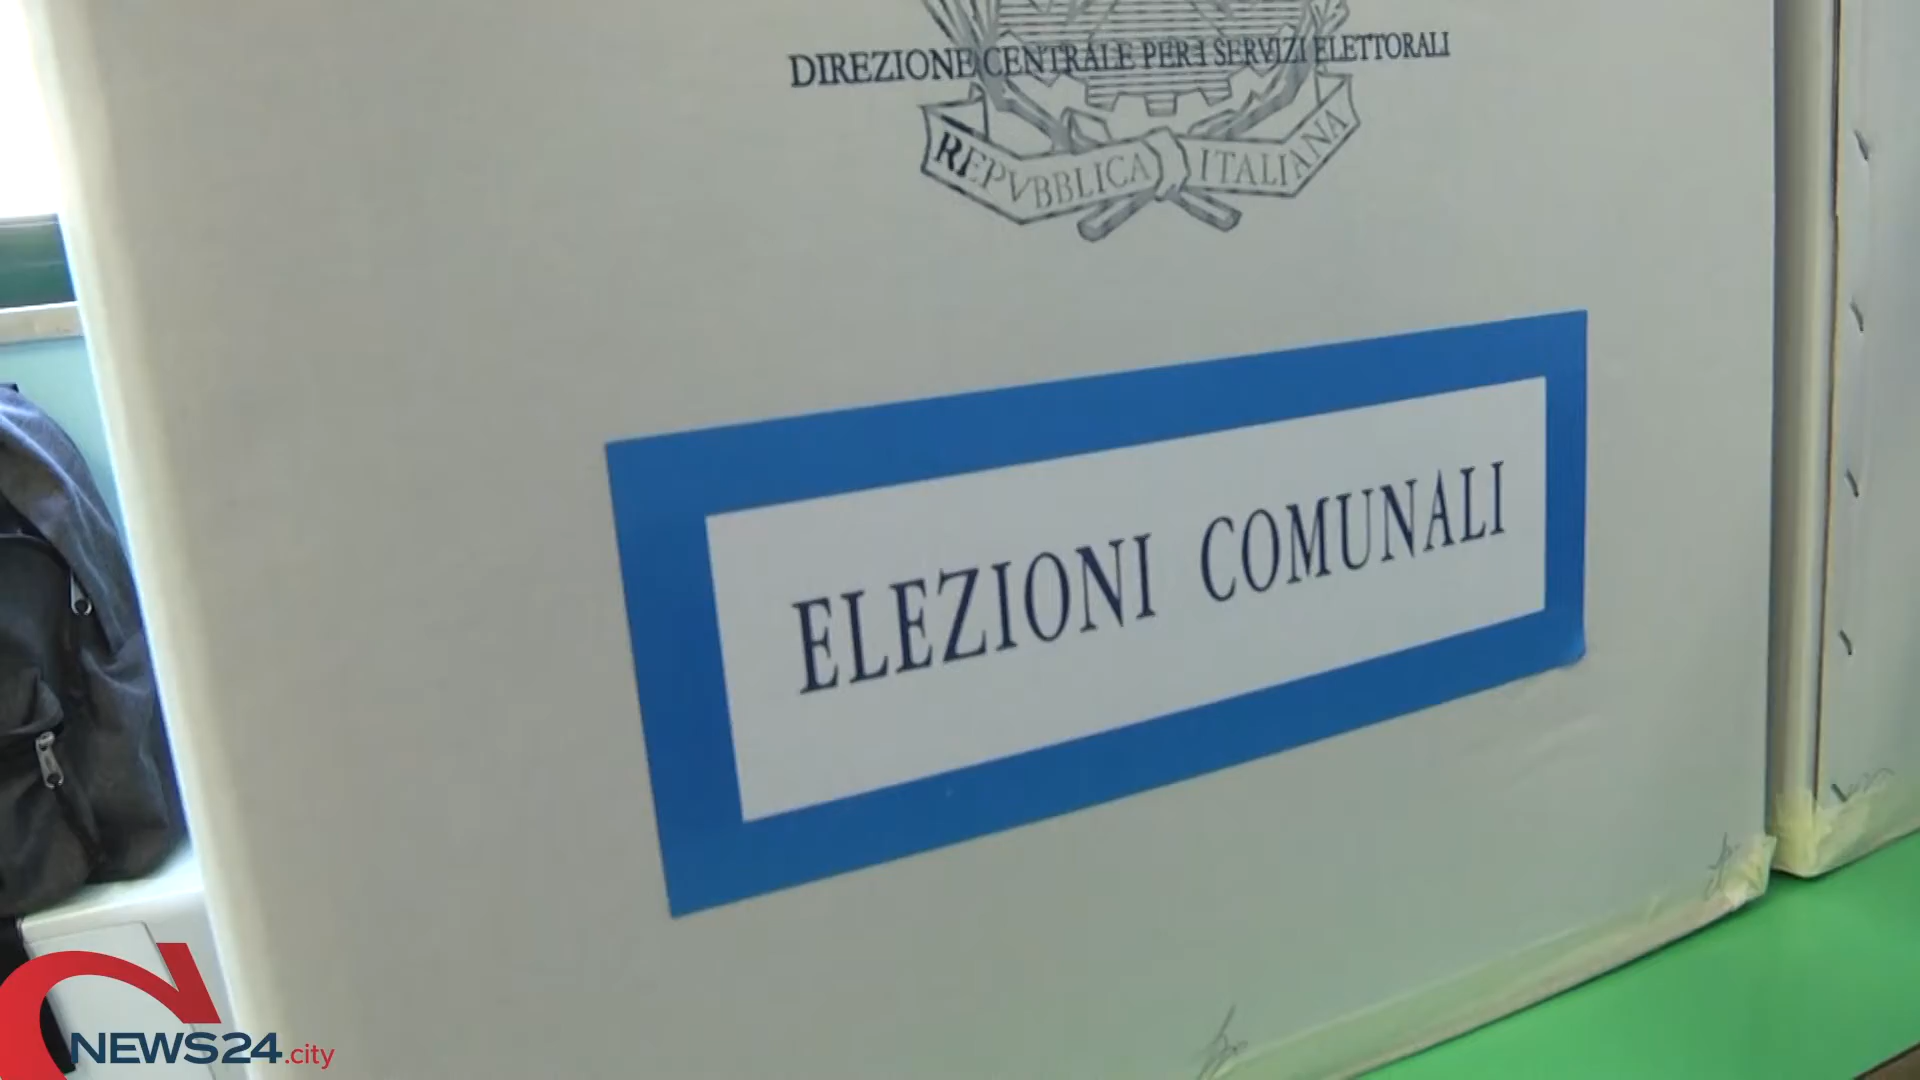 DIREZIONE CENTRALE PER I SERVIZI ELETTORALI
REPVBBLICA ITALIANA
ELEZIONI COMUNALI
NEWS24.city